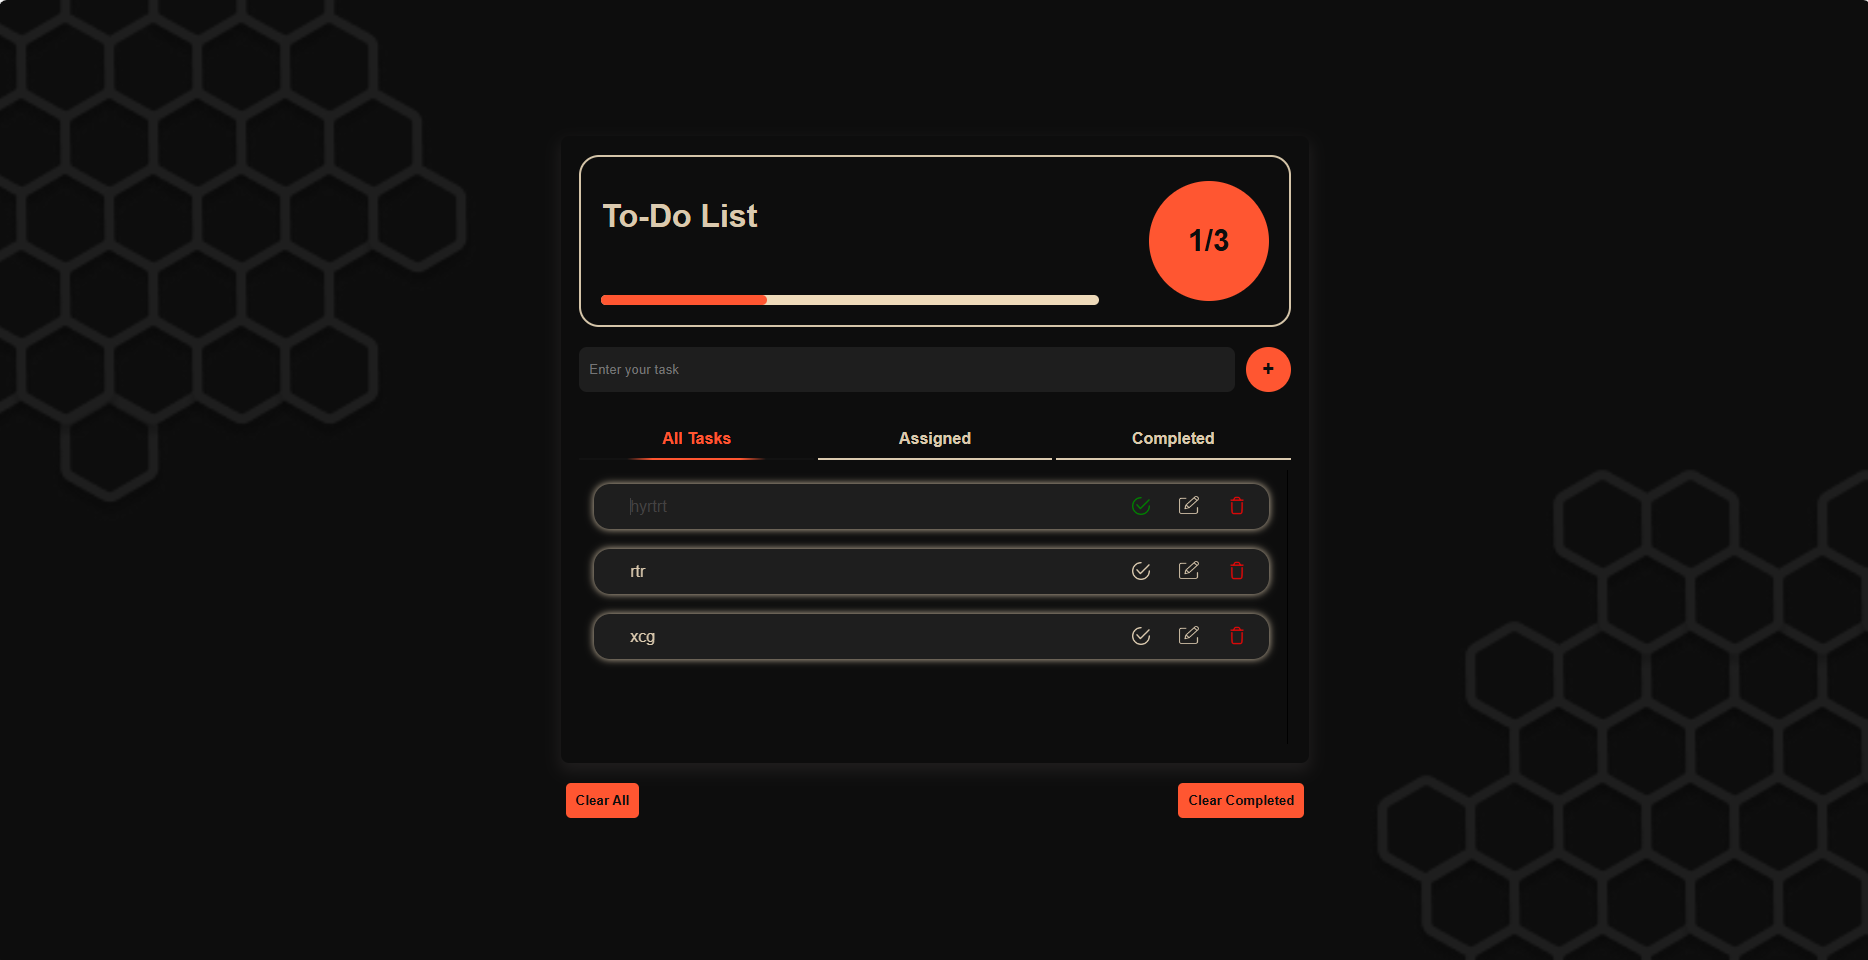 To-Do List
1/3
Enter your task
+
All Tasks
Assigned
Completed
hyrtrt
rtr
xcg
Clear All
Clear Completed